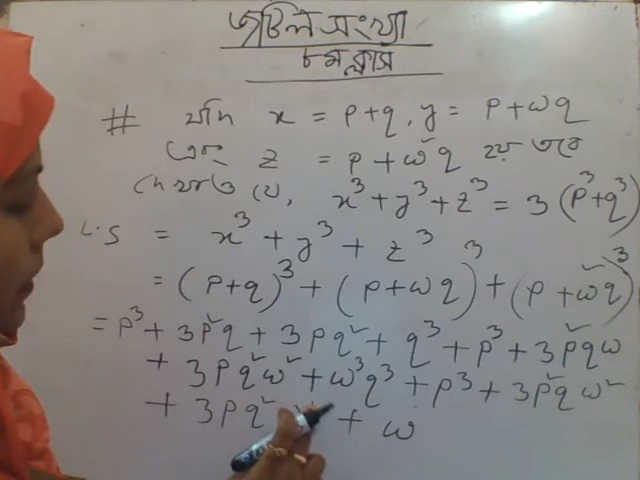 জটিল সংখ্যা
৮ম ক্লাস
# যদি x = p+q, y = p+ωq
এবং z = p+ω²q হয় তবে
দেখাও যে, x³+y³+z³ = 3(p³+q³)
L.S = x³+y³+z³
= (p+q)³ + (p+ωq)³ + (p+ω²q)³
= p³ + 3p²q + 3pq² + q³ + p³ + 3p²qω
+ 3pq²ω² + ω³q³ + p³ + 3p²qω²
+ 3pq² + ω